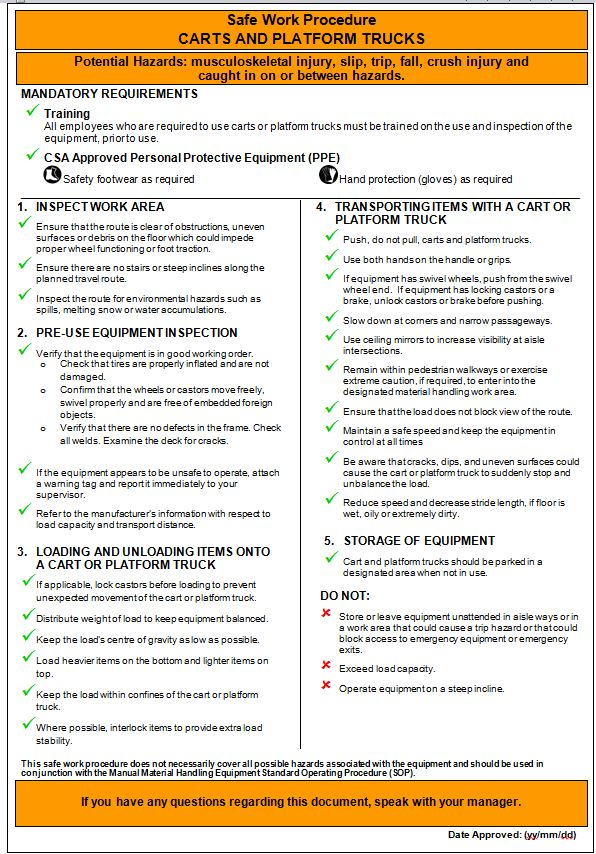 Safe Work Procedure
CARTS AND PLATFORM TRUCKS
Potential Hazards: musculoskeletal injury, slip, trip, fall, crush injury and
caught in on or between hazards.
MANDATORY REQUIREMENTS
Training
All employees who are required to use carts or platform trucks must be trained on the use and inspection of the
equipment, prior to use.
CSA Approved Personal Protective Equipment (PPE)
Safety footwear as required
Hand protection (gloves) as required
1. INSPECT WORK AREA
Ensure that the route is clear of obstructions, uneven
surfaces or debris on the floor which could impede
proper wheel functioning or foot traction.
Ensure there are no stairs or steep inclines along the
planned travel route.
Inspect the route for environmental hazards such as
spills, melting snow or water accumulations.
2. PRE-USE EQUIPMENT INSPECTION
Verify that the equipment is in good working order.
o Check that tires are properly inflated and are not
damaged.
o Confirm that the wheels or castors move freely,
swivel properly and are free of embedded foreign
objects.
o Verify that there are no defects in the frame. Check
all welds. Examine the deck for cracks.
If the equipment appears to be unsafe to operate, attach
a warning tag and report it immediately to your
supervisor.
Refer to the manufacturer's information with respect to
load capacity and transport distance.
3. LOADING AND UNLOADING ITEMS ONTO
A CART OR PLATFORM TRUCK
If applicable, lock castors before loading to prevent
unexpected movement of the cart or platform truck.
Distribute weight of load to keep equipment balanced.
Keep the load's centre of gravity as low as possible.
Load heavier items on the bottom and lighter items on
top.
Keep the load within confines of the cart or platform
truck.
Where possible, interlock items to provide extra load
stability.
4. TRANSPORTING ITEMS WITH A CART OR
PLATFORM TRUCK
Push, do not pull, carts and platform trucks.
Use both hands on the handle or grips.
If equipment has swivel wheels, push from the swivel
wheel end. If equipment has locking castors or a
brake, unlock castors or brake before pushing.
Slow down at corners and narrow passageways.
Use ceiling mirrors to increase visibility at aisle
intersections.
Remain within pedestrian walkways or exercise
extreme caution, if required, to enter into the
designated material handling work area.
Ensure that the load does not block view of the route.
Maintain a safe speed and keep the equipment in
control at all times
Be aware that cracks, dips, and uneven surfaces could
cause the cart or platform truck to suddenly stop and
unbalance the load.
Reduce speed and decrease stride length, if floor is
wet, oily or extremely dirty.
5. STORAGE OF EQUIPMENT
Cart and platform trucks should be parked in a
designated area when not in use.
DO NOT:
Store or leave equipment unattended in aisle ways or in
a work area that could cause a trip hazard or that could
block access to emergency equipment or emergency
exits.
Exceed load capacity.
Operate equipment on a steep incline.
This safe work procedure does not necessarily cover all possible hazards associated with the equipment and should be used in
conjunction with the Manual Material Handling Equipment Standard Operating Procedure (SOP).
If you have any questions regarding this document, speak with your manager.
Date Approved: (yy/mm/dd)